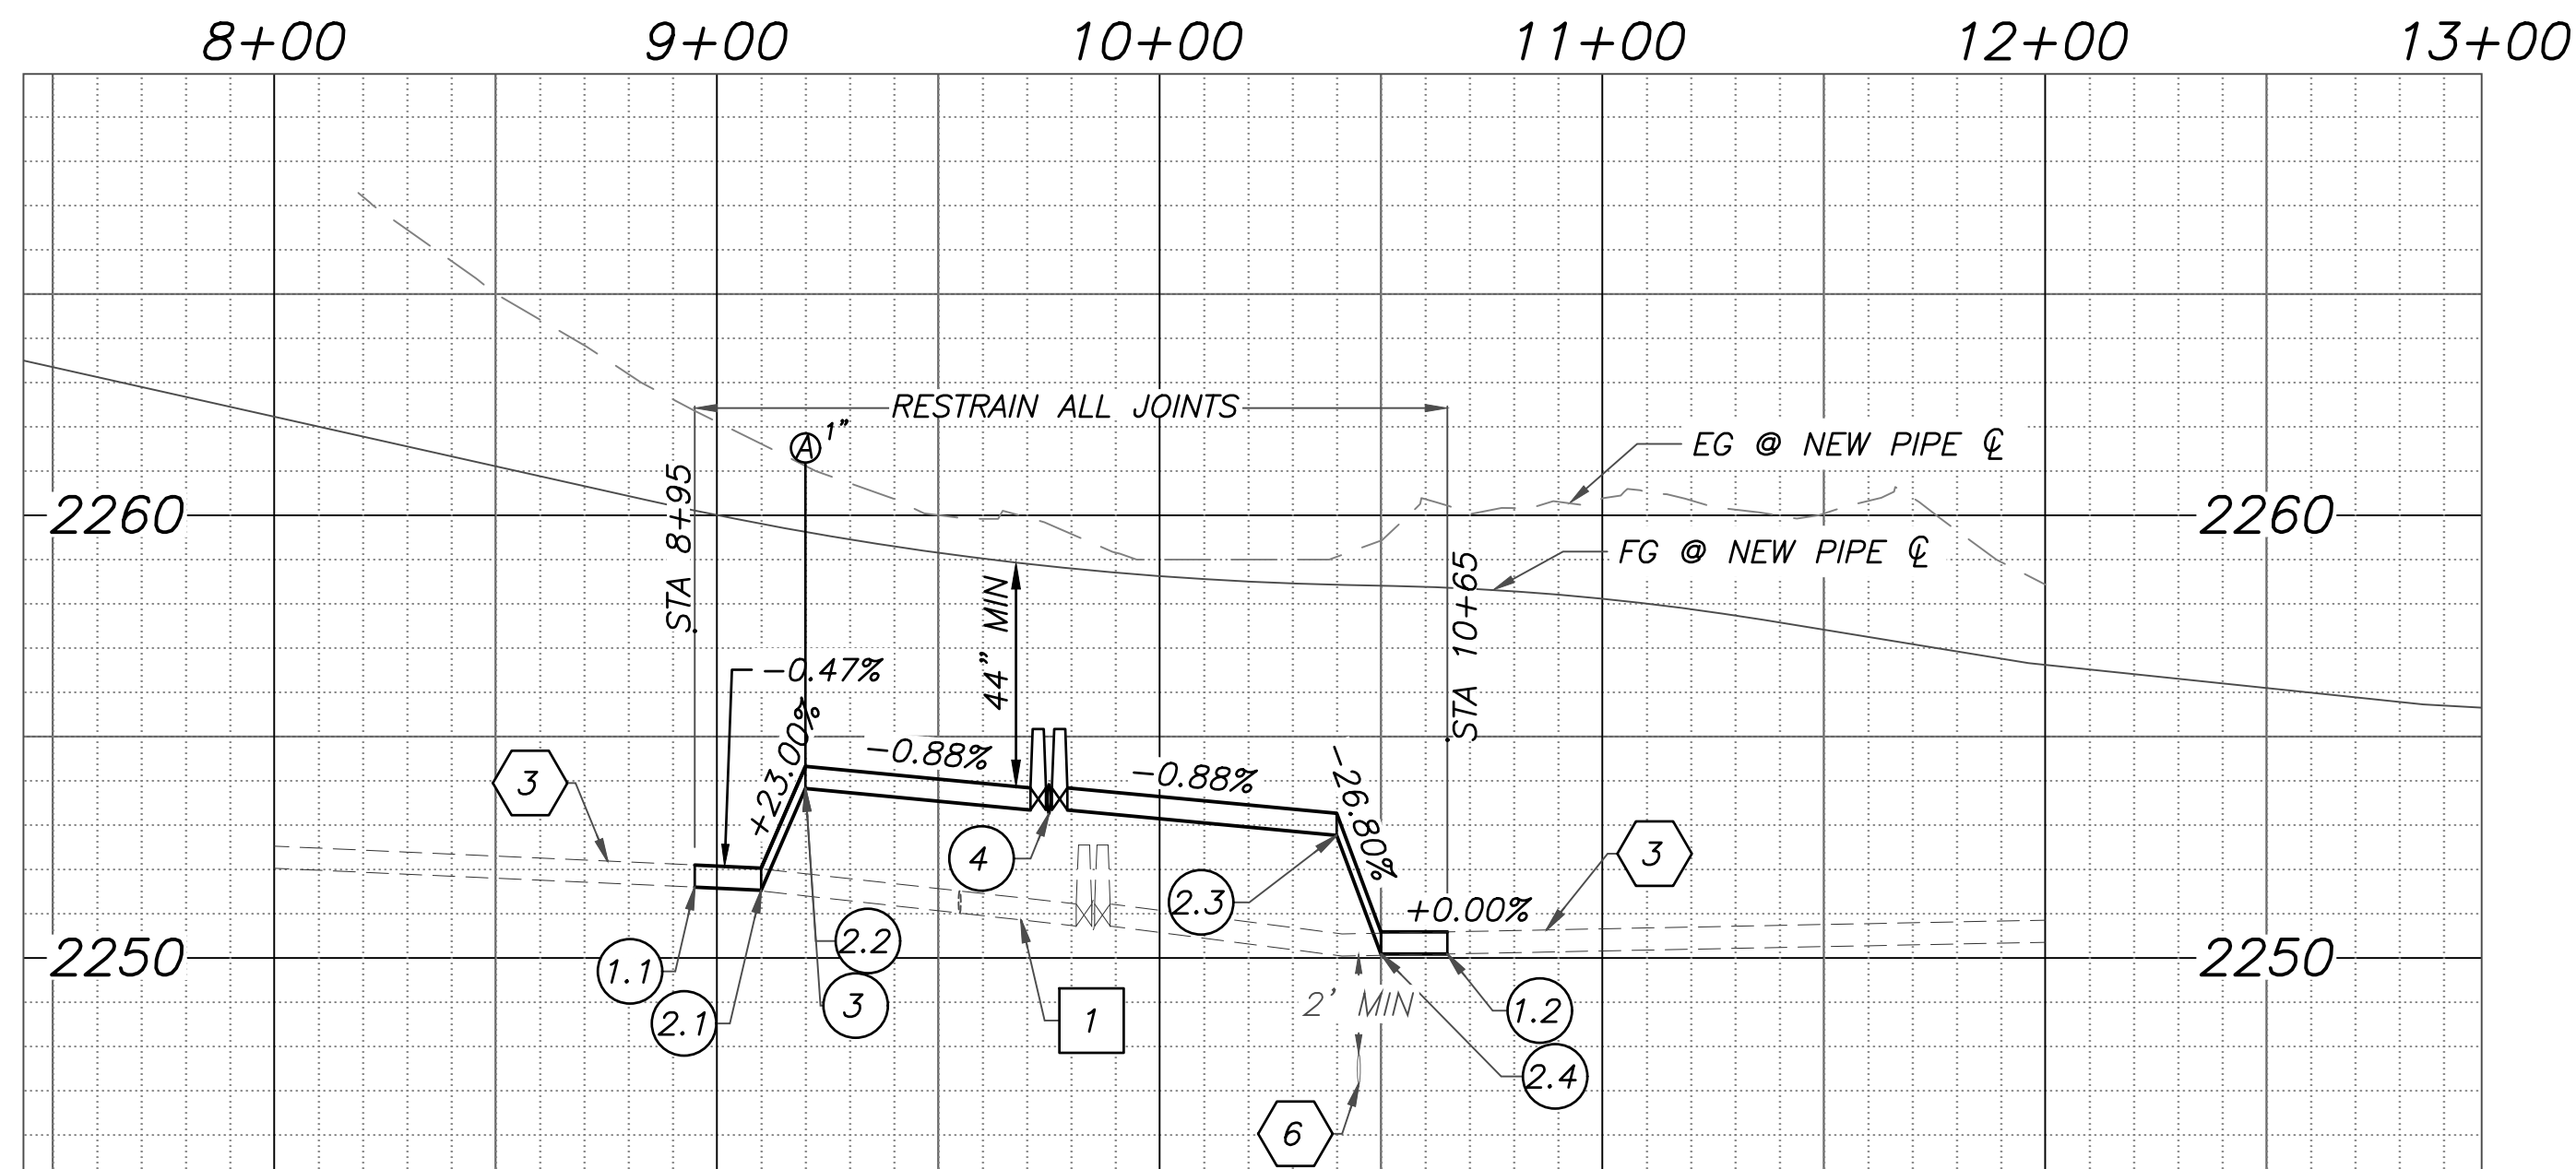 8+00 9+00 10+00 11+00 12+00 13+00
RESTRAIN ALL JOINTS
A 1"
EG @ NEW PIPE ℄
STA 8+95
2260 2260
FG @ NEW PIPE ℄
44" MIN
STA 10+65
-0.47%
+23.00%
-0.88%
-0.88%
-26.80%
3
4
3
2.3
+0.00%
2.2
2250 2250
1.1
3
2' MIN
1.2
2.1
1
2.4
6